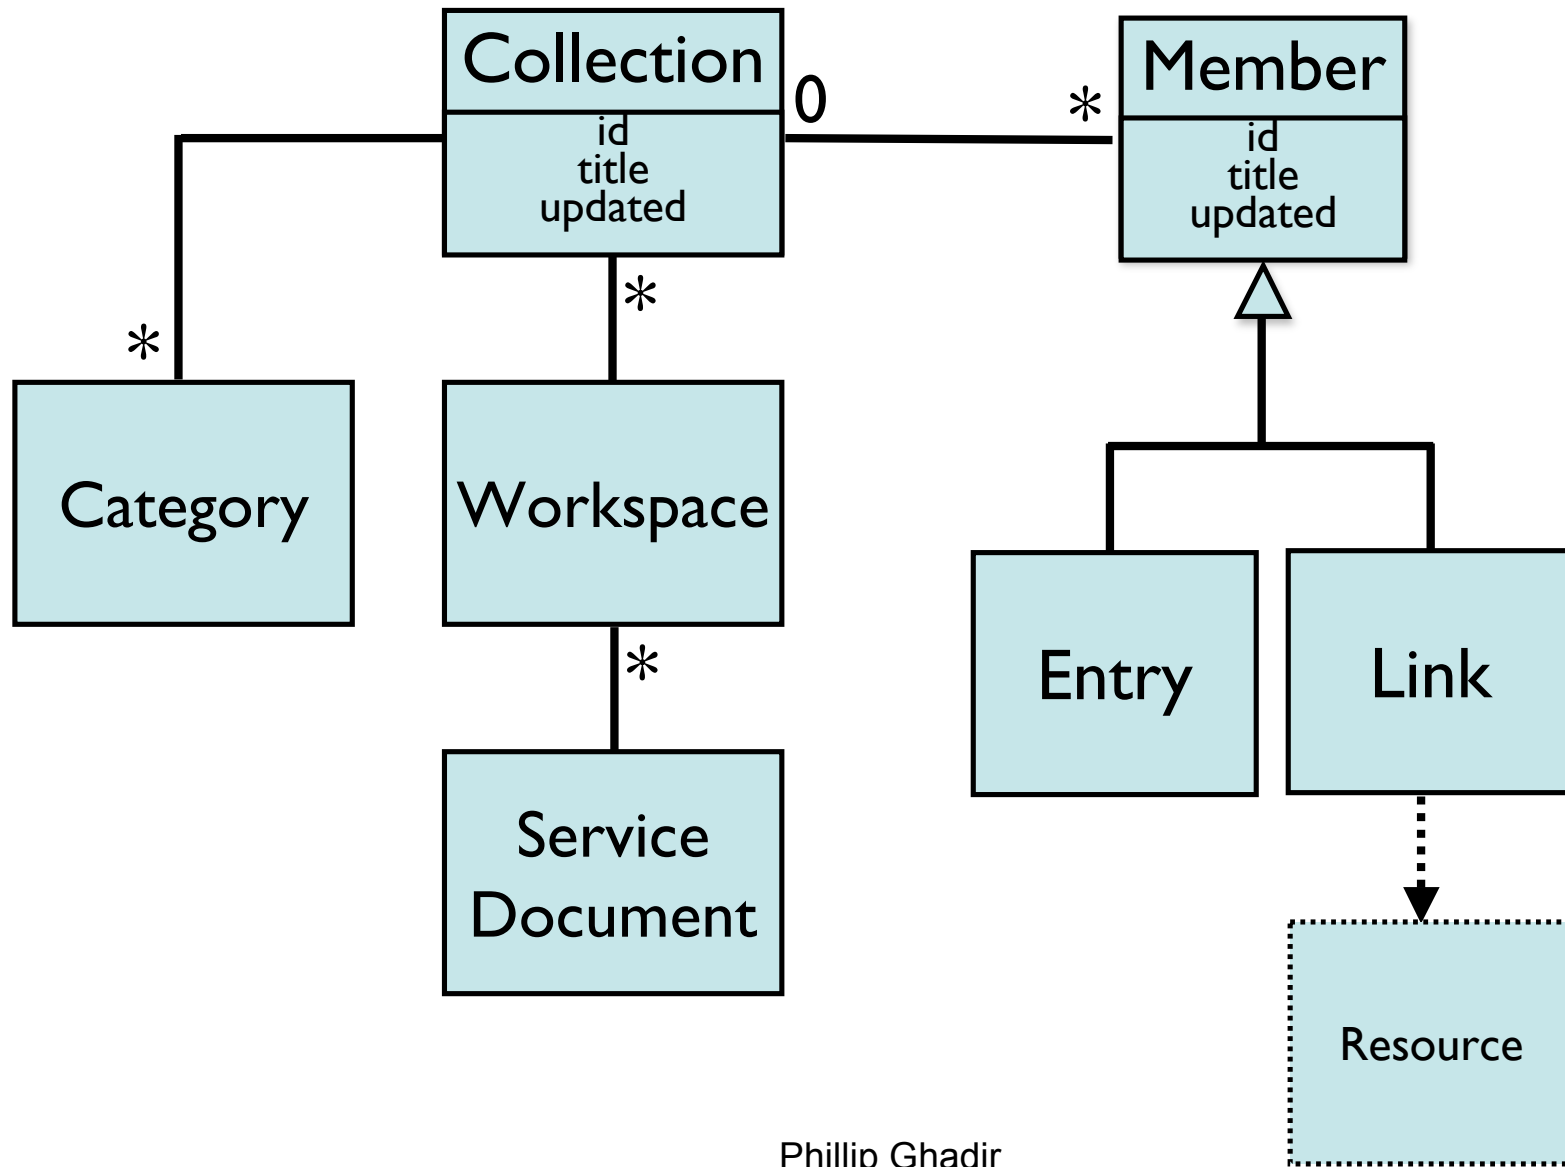 Collection
id
title
updated
0
*
Member
id
title
updated
*
*
Category
Workspace
*
Entry
Link
Service
Document
Resource
Phillip Ghadir